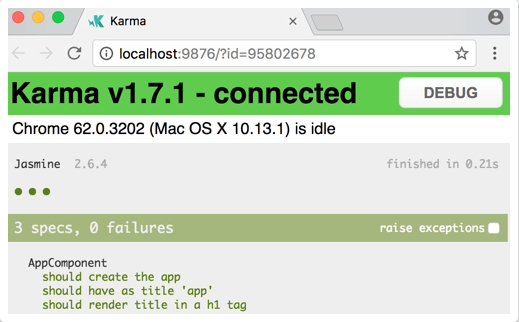 Karma
localhost:9876/?id=95802678
Karma v1.7.1 - connected
DEBUG
Chrome 62.0.3202 (Mac OS X 10.13.1) is idle
Jasmine 2.6.4 finished in 0.21s
3 specs, 0 failures raise exceptions
AppComponent
should create the app
should have as title 'app'
should render title in a h1 tag